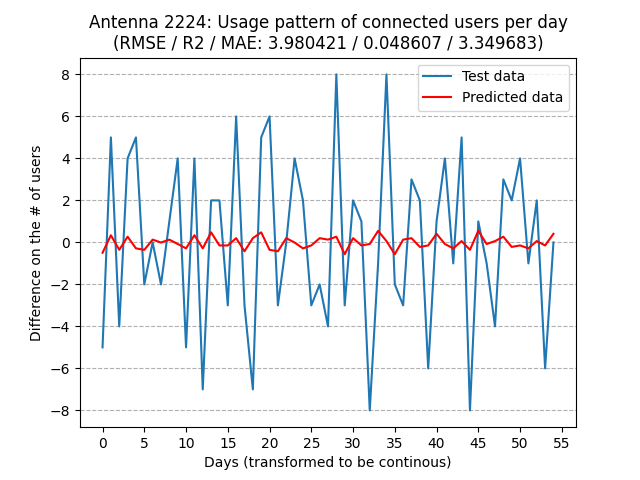 Antenna 2224: Usage pattern of connected users per day
(RMSE / R2 / MAE: 3.980421 / 0.048607 / 3.349683)
Test data
Predicted data
Difference on the # of users
8
6
4
2
0
−2
−4
−6
−8
0 5 10 15 20 25 30 35 40 45 50 55
Days (transformed to be continous)